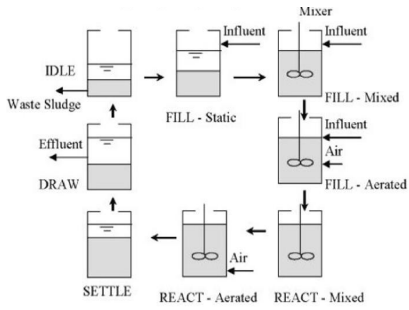 Mixer
Influent
Influent
IDLE
Waste Sludge
FILL - Static
FILL - Mixed
Influent
Effluent
Air
DRAW
FILL - Aerated
Air
SETTLE
REACT - Aerated
REACT - Mixed